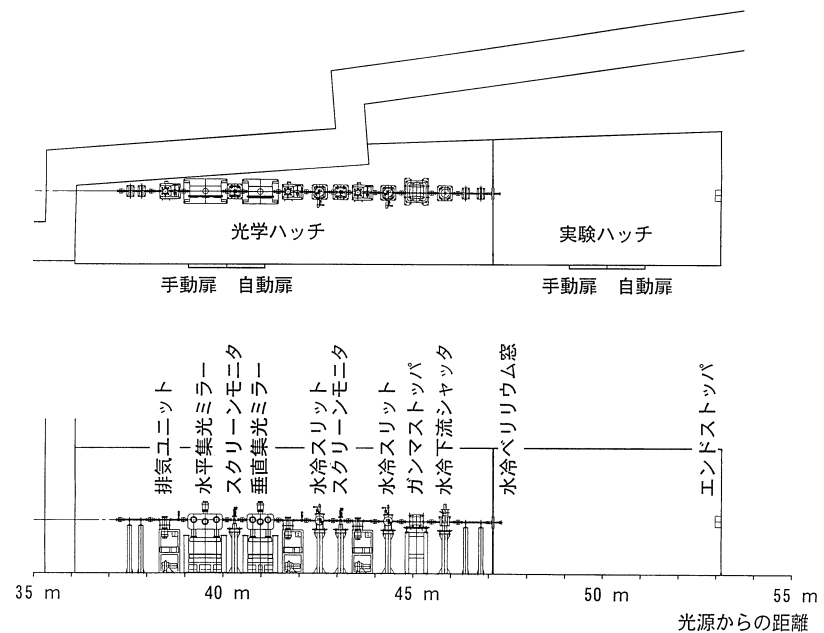 光学ハッチ
実験ハッチ
手動扉
自動扉
手動扉
自動扉
排気ユニット
水平集光ミラー
スクリーンモニタ
垂直集光ミラー
水冷スリット
スクリーンモニタ
水冷スリット
ガンマストッパ
水冷下流シャッタ
水冷ベリリウム窓
エンドストッパ
35 m
40 m
45 m
50 m
55 m
光源からの距離